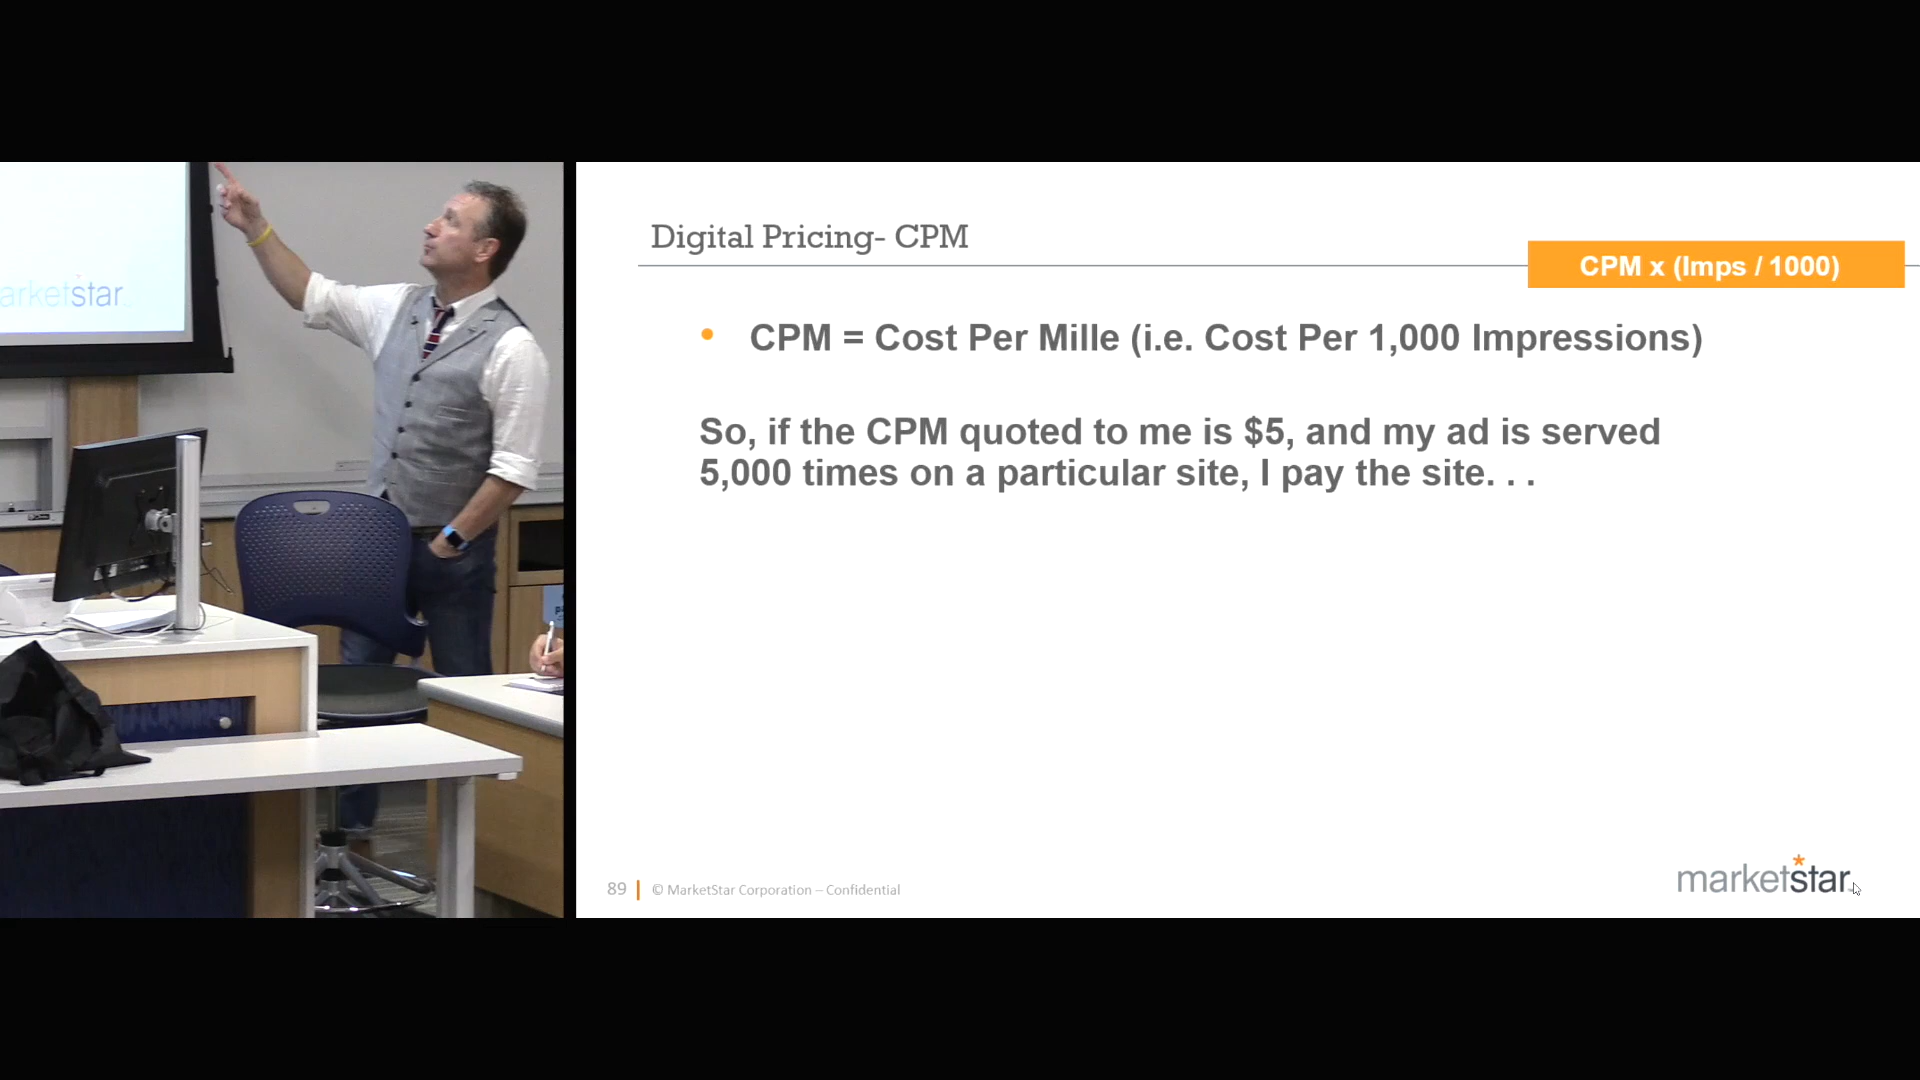 arketstar
Digital Pricing- CPM
CPM x (Imps / 1000)
• CPM = Cost Per Mille (i.e. Cost Per 1,000 Impressions)
So, if the CPM quoted to me is $5, and my ad is served
5,000 times on a particular site, I pay the site. . .
89
© MarketStar Corporation – Confidential
marketstar